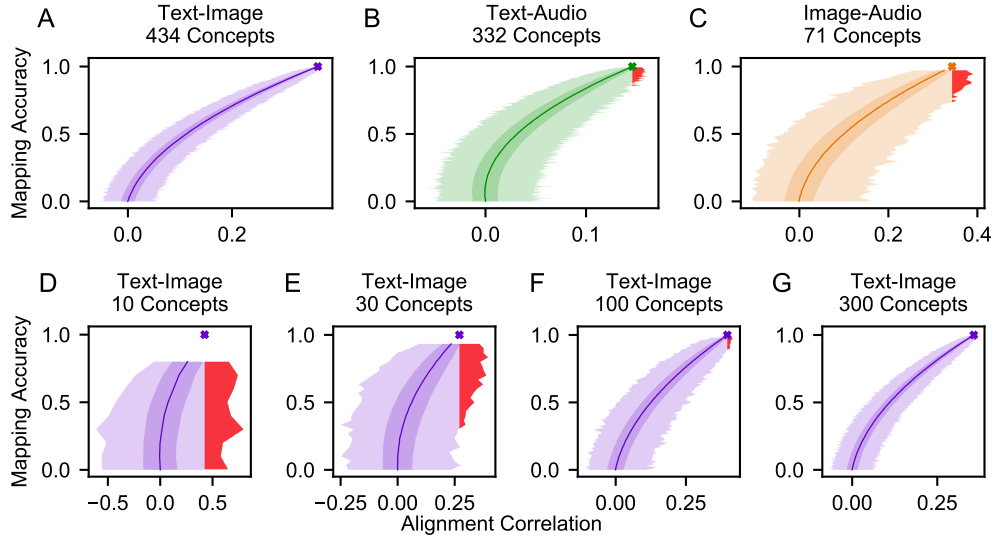 A
Text-Image
434 Concepts
B
Text-Audio
332 Concepts
C
Image-Audio
71 Concepts
Mapping Accuracy
1.0
0.5
0.0
0.0
0.2
1.0
0.5
0.0
0.0
0.1
1.0
0.5
0.0
0.0
0.2
0.4
D
Text-Image
10 Concepts
E
Text-Image
30 Concepts
F
Text-Image
100 Concepts
G
Text-Image
300 Concepts
Mapping Accuracy
1.0
0.5
0.0
−0.5
0.0
0.5
1.0
0.5
0.0
−0.25
0.00
0.25
1.0
0.5
0.0
0.00
0.25
1.0
0.5
0.0
0.00
0.25
Alignment Correlation